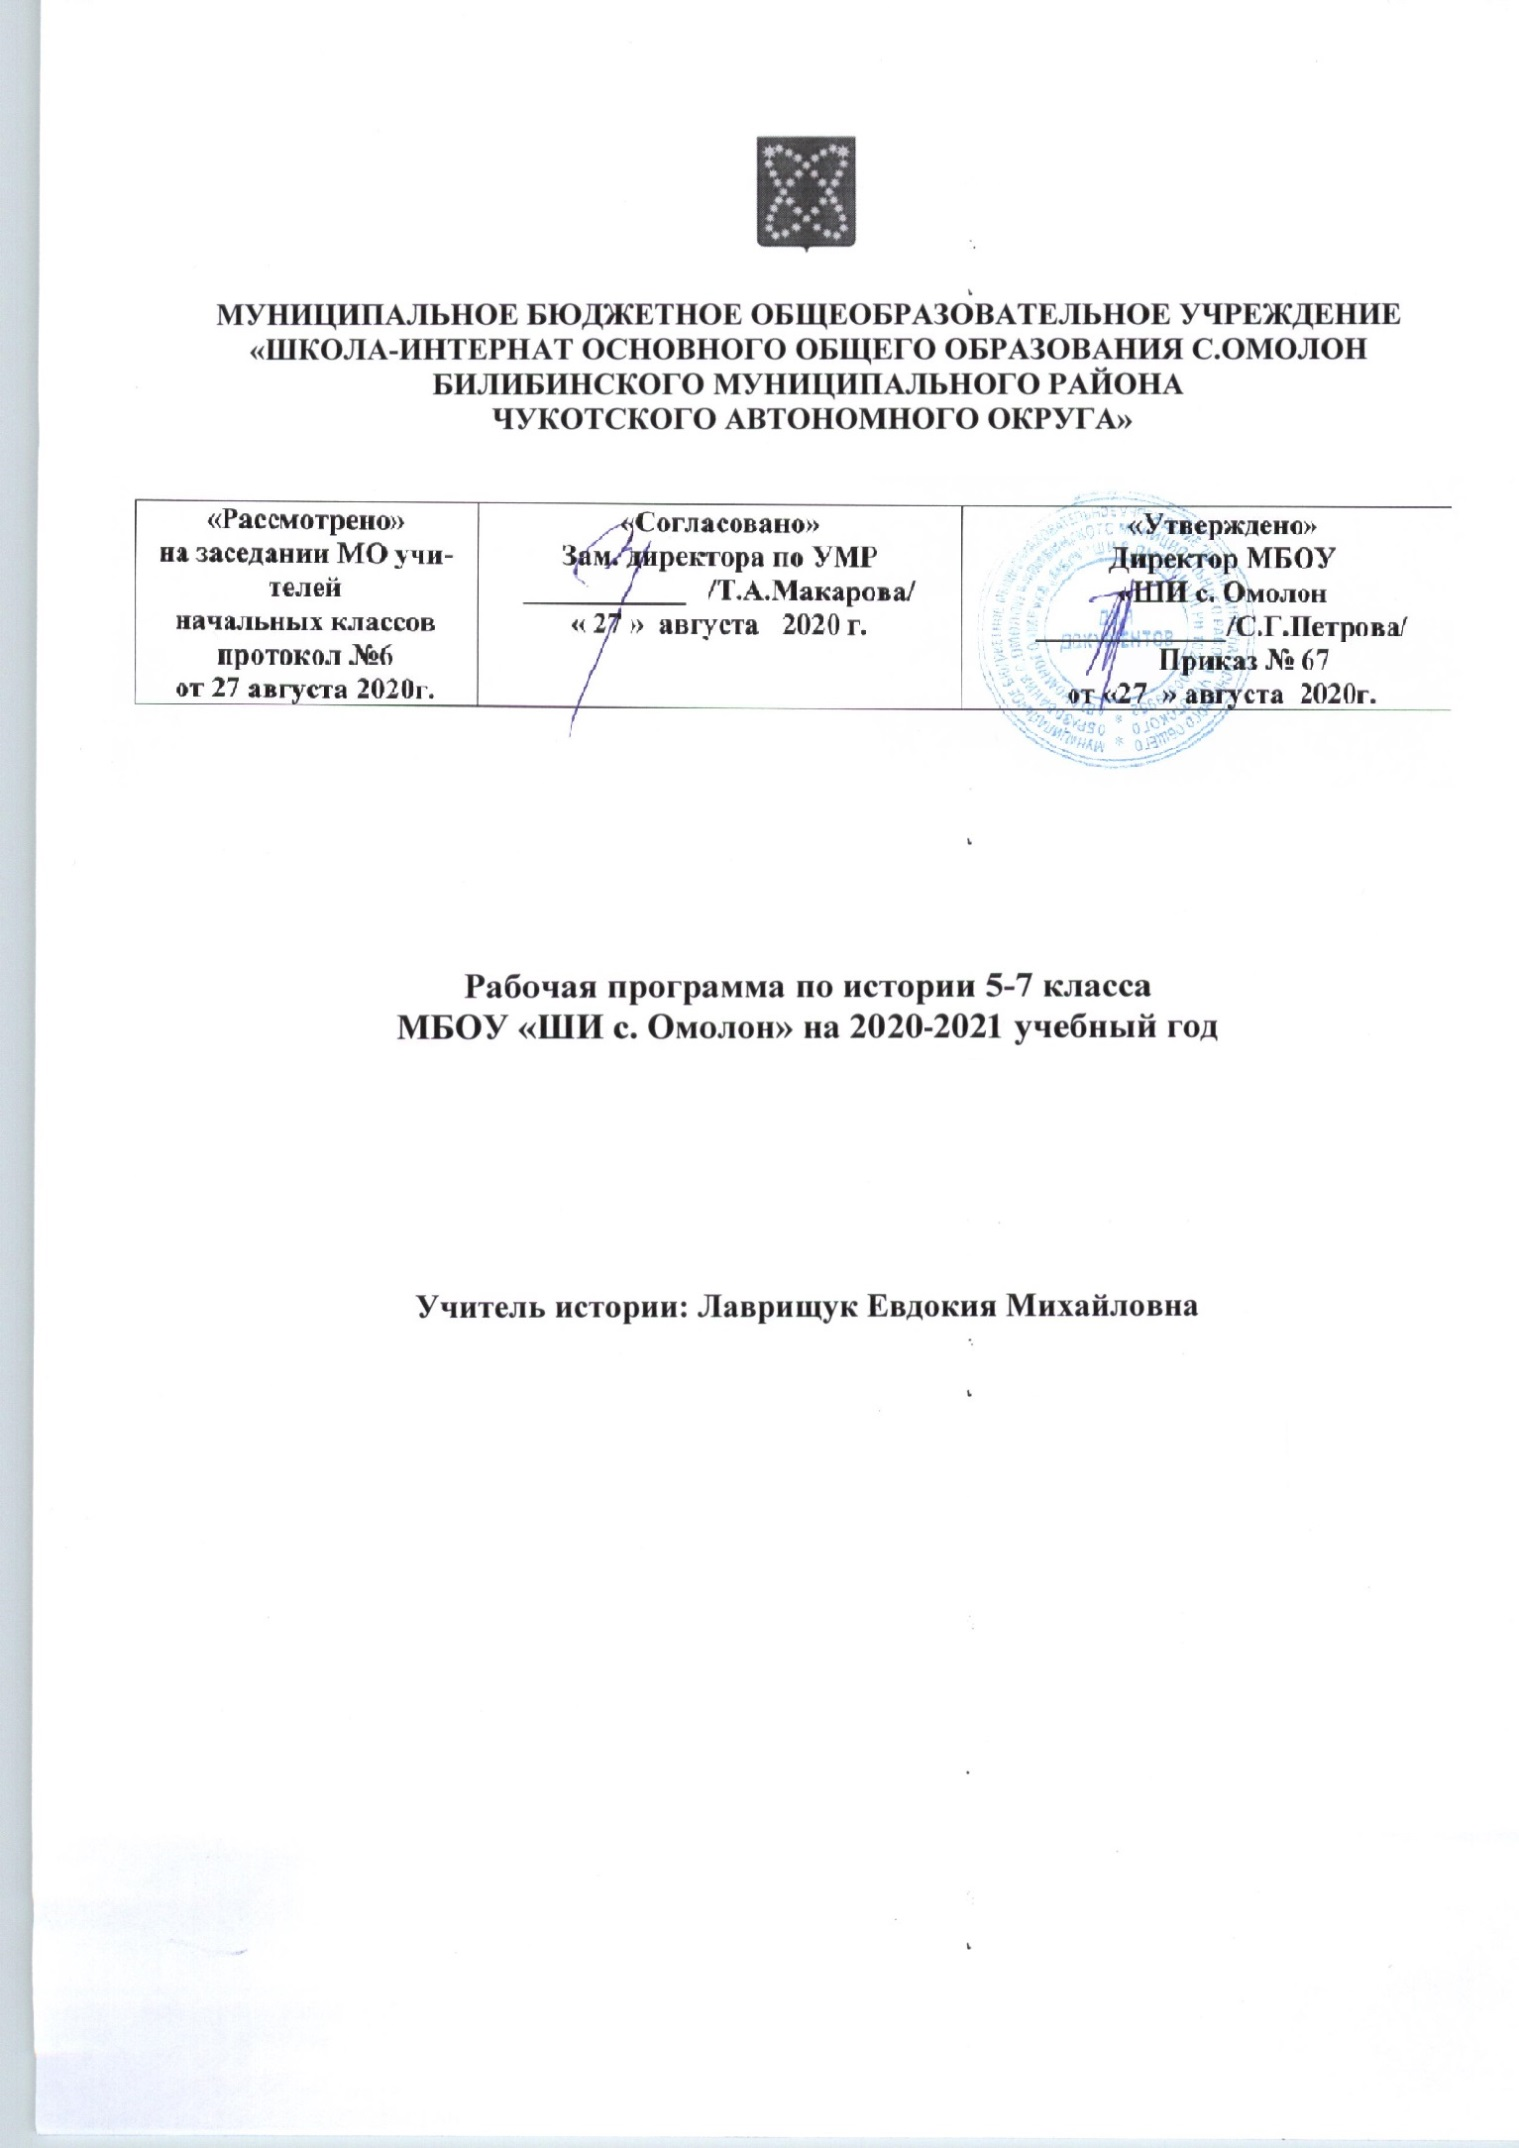 МУНИЦИПАЛЬНОЕ БЮДЖЕТНОЕ ОБЩЕОБРАЗОВАТЕЛЬНОЕ УЧРЕЖДЕНИЕ
«ШКОЛА-ИНТЕРНАТ ОСНОВНОГО ОБЩЕГО ОБРАЗОВАНИЯ С.ОМОЛОН
БИЛИБИНСКОГО МУНИЦИПАЛЬНОГО РАЙОНА
ЧУКОТСКОГО АВТОНОМНОГО ОКРУГА»
«Рассмотрено»
на заседании МО учи-
телей
начальных классов
протокол №6
от 27 августа 2020г.
«Согласовано»
Зам. директора по УМР
____________ /Т.А.Макарова/
« 27 » августа 2020 г.
«Утверждено»
Директор МБОУ
«ШИ с. Омолон
______________/С.Г.Петрова/
Приказ № 67
от «27 » августа 2020г.
ДОКУМЕНТОВ
Рабочая программа по истории 5-7 класса
МБОУ «ШИ с. Омолон» на 2020-2021 учебный год
Учитель истории: Лаврищук Евдокия Михайловна